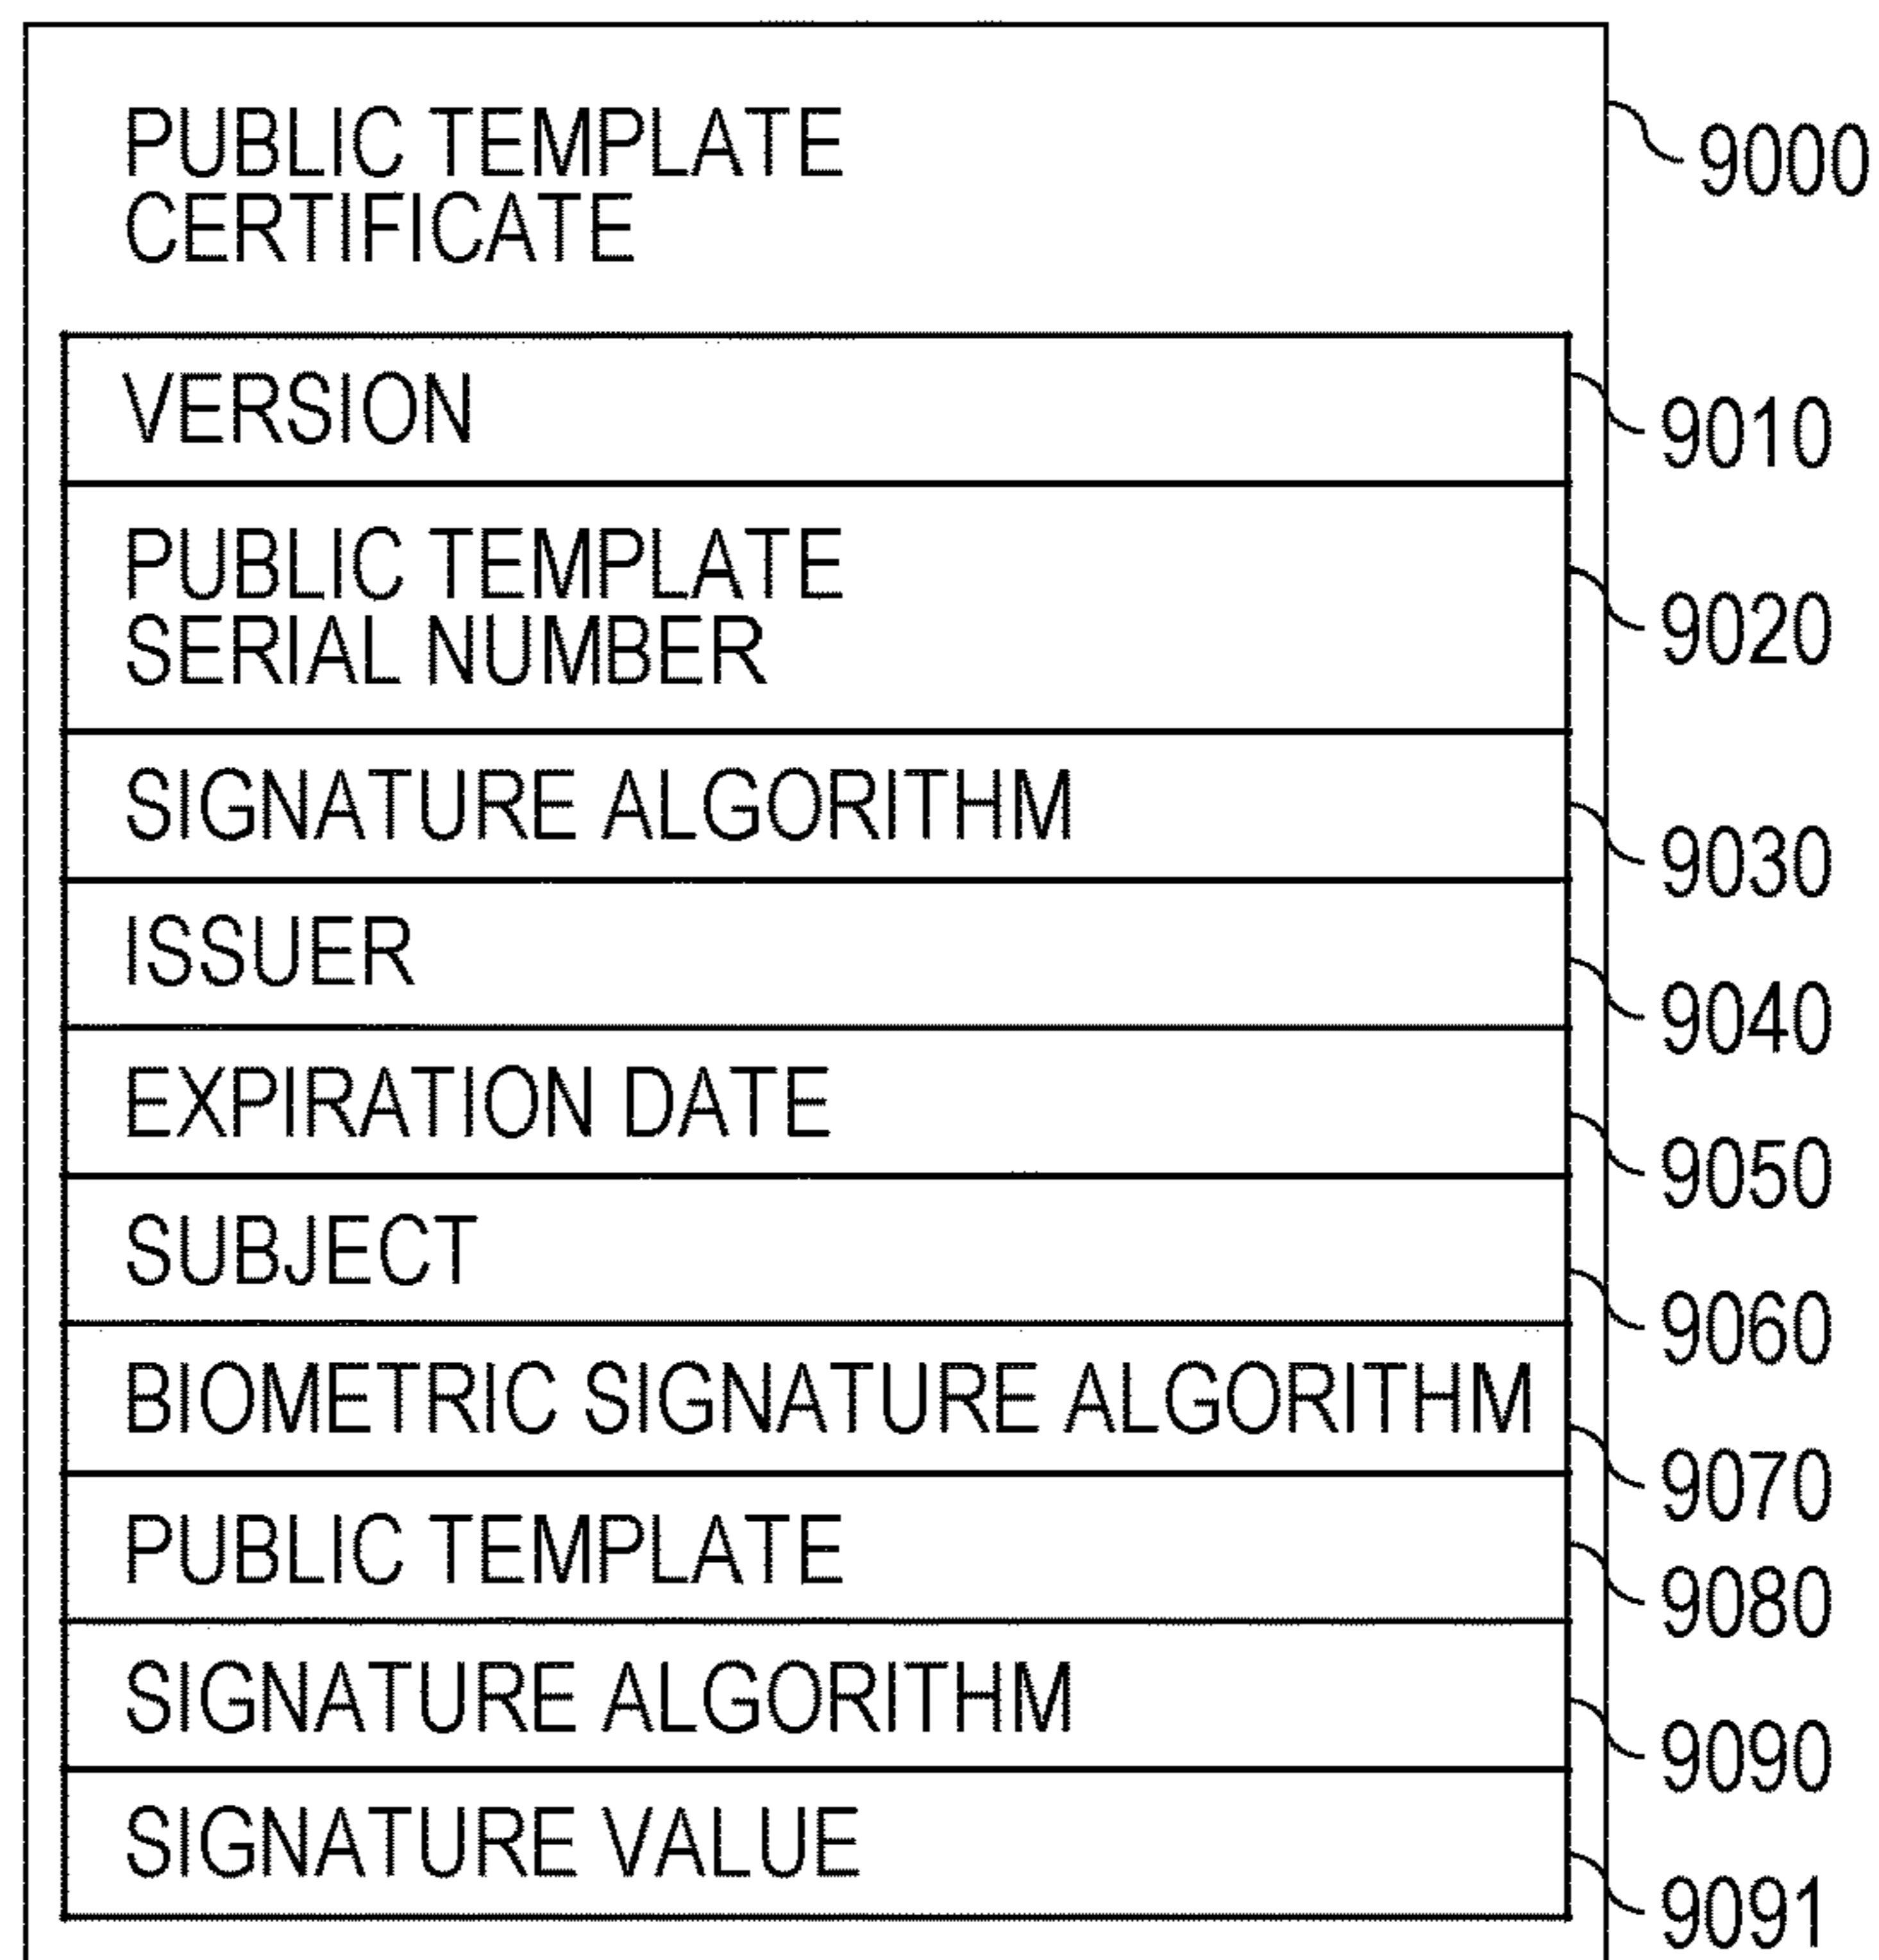 PUBLIC TEMPLATE
CERTIFICATE
9000
VERSION
9010
PUBLIC TEMPLATE
SERIAL NUMBER
9020
SIGNATURE ALGORITHM
9030
ISSUER
9040
EXPIRATION DATE
9050
SUBJECT
9060
BIOMETRIC SIGNATURE ALGORITHM
9070
PUBLIC TEMPLATE
9080
SIGNATURE ALGORITHM
9090
SIGNATURE VALUE
9091